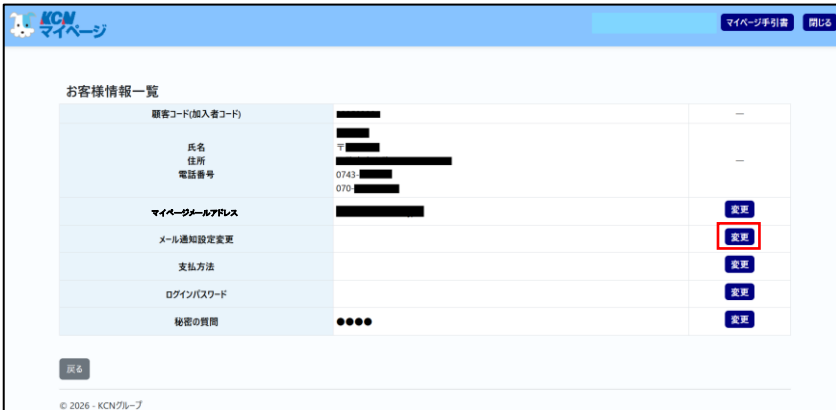 KCN
マイページ
マイページ手引書 閉じる
お客様情報一覧
顧客コード(加入者コード) —
氏名
住所
電話番号
〒
0743-
070-
—
マイページメールアドレス 変更
メール通知設定変更 変更
支払方法 変更
ログインパスワード 変更
秘密の質問 ●●●● 変更
戻る
© 2026 - KCNグループ